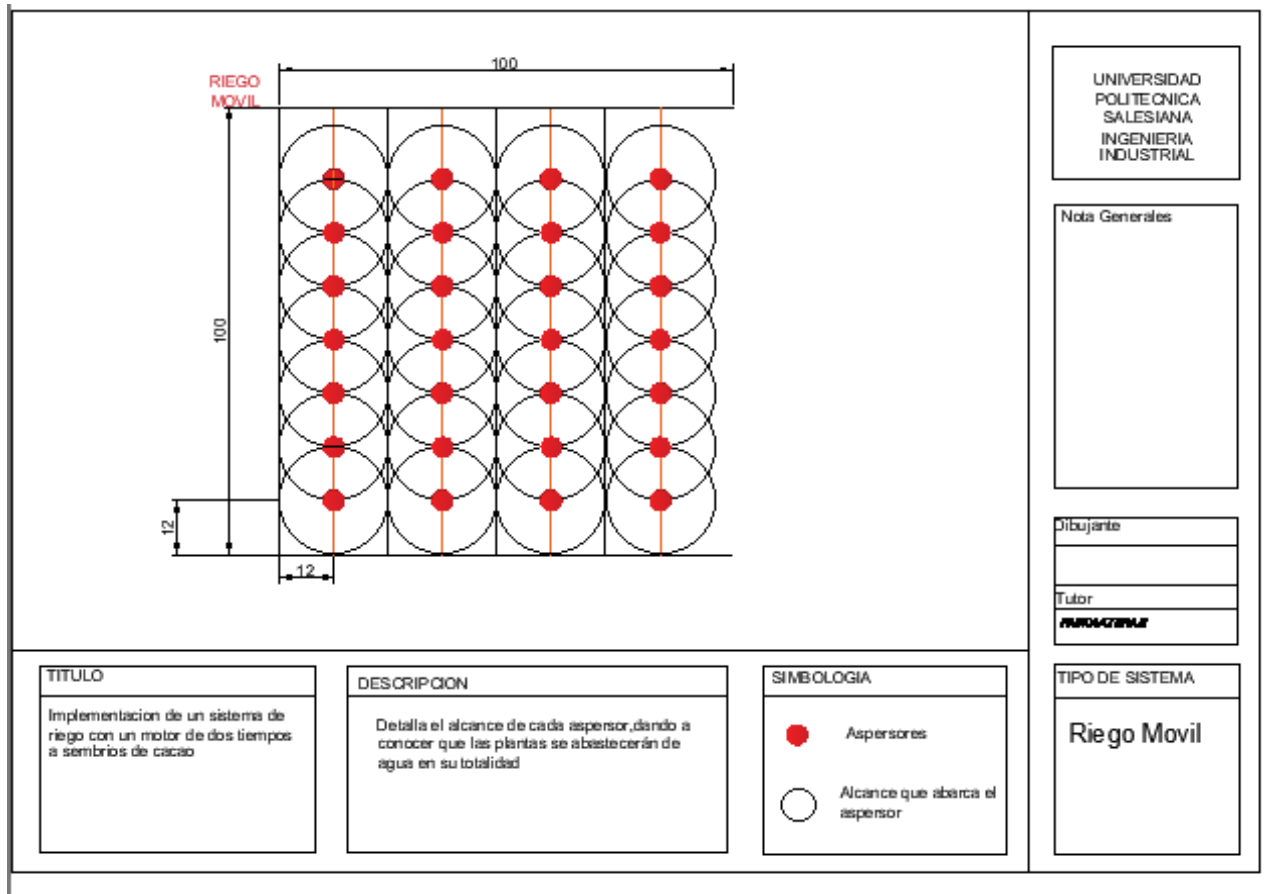 RIEGO
MOVIL
100
100
12
12
UNIVERSIDAD
POLITECNICA
SALESIANA
INGENIERIA
INDUSTRIAL
Nota Generales
Dibujante
Tutor
TIPO DE SISTEMA
Riego Movil
TITULO
Implementacion de un sistema de
riego con un motor de dos tiempos
a sembrios de cacao
DESCRIPCION
Detalla el alcance de cada aspersor,dando a
conocer que las plantas se abastecerán de
agua en su totalidad
SIMBOLOGIA
Aspersores
Alcance que abarca el
aspersor